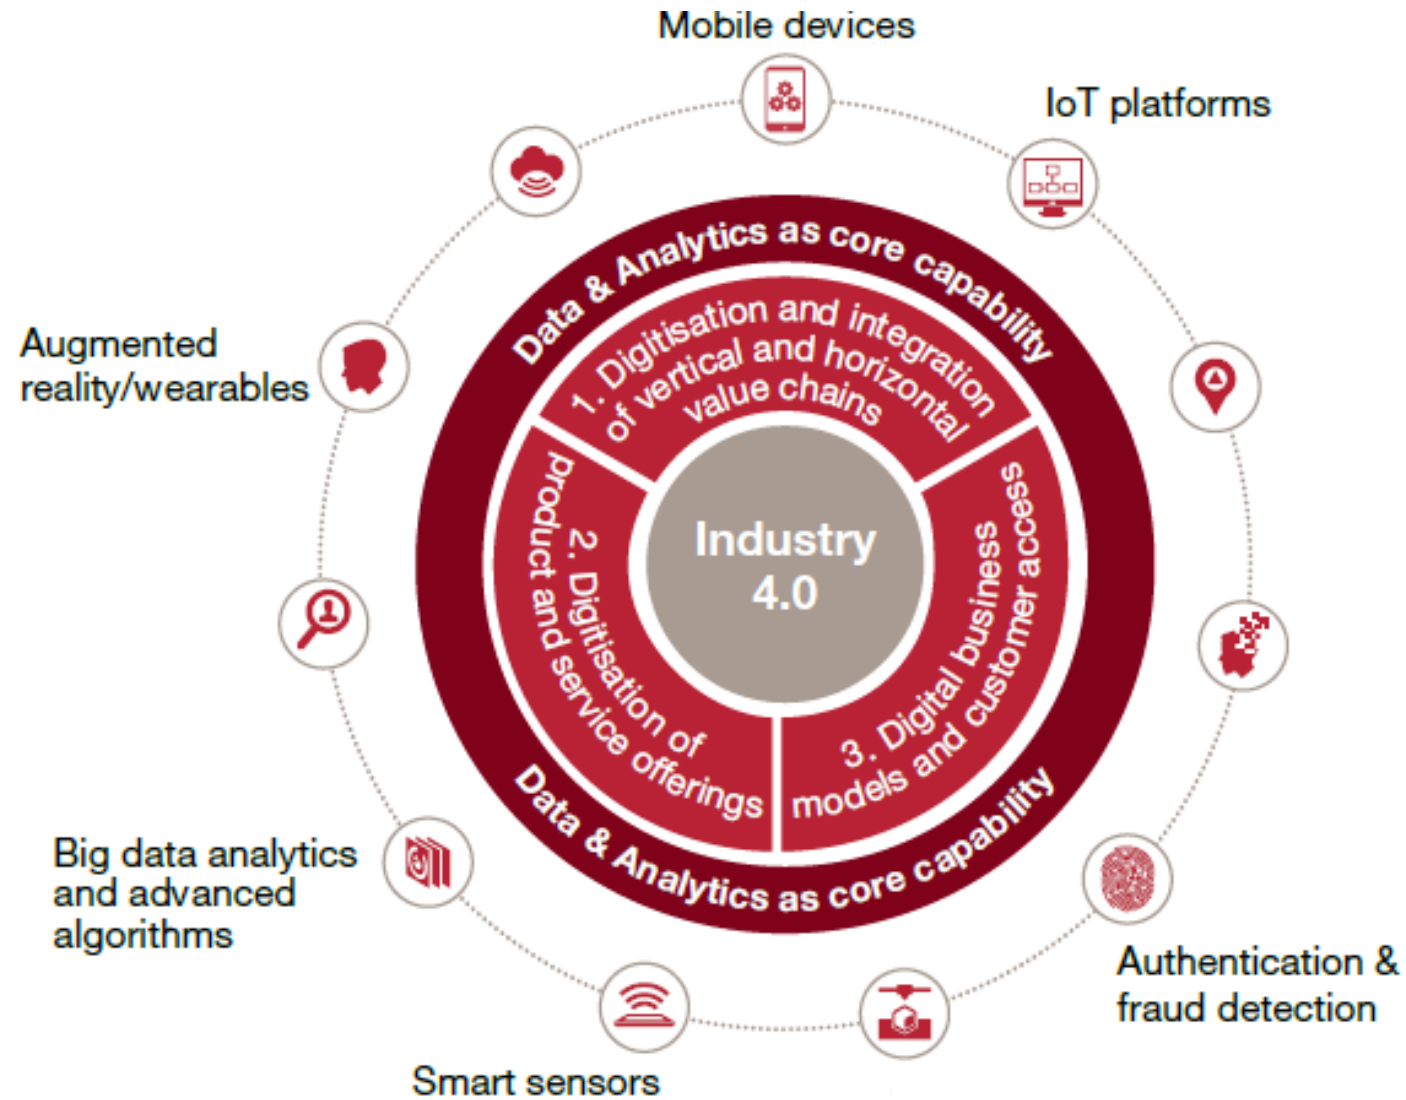 Mobile devices
IoT platforms
Augmented
reality/wearables
Data & Analytics as core capability
1. Digitisation and integration
of vertical and horizontal
value chains
2. Digitisation of
product and service offerings
3. Digital business
models and customer access
Industry
4.0
Data & Analytics as core capability
Big data analytics
and advanced
algorithms
Authentication &
fraud detection
Smart sensors